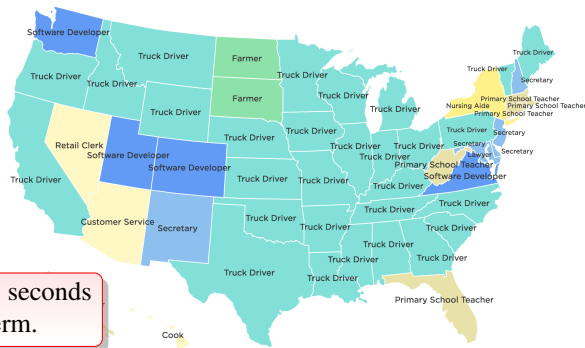 Software Developer
Truck Driver
Farmer
Truck Driver
Truck Driver
Truck Driver
Truck Driver
Secretary
Truck Driver
Farmer
Truck Driver
Truck Driver
Truck Driver
Nursing Aide
Primary School Teacher
Primary School Teacher
Primary School Teacher
Retail Clerk
Software Developer
Software Developer
Truck Driver
Truck Driver
Truck Driver
Truck Driver
Truck Driver
Truck Driver
Secretary
Secretary
Lawyer
Secretary
Primary School Teacher
Software Developer
Truck Driver
Truck Driver
Truck Driver
Truck Driver
Truck Driver
Truck Driver
Truck Driver
Customer Service
Secretary
Truck Driver
Truck Driver
Truck Driver
Truck Driver
Truck Driver
Truck Driver
Truck Driver
Truck Driver
Primary School Teacher
seconds
erm.
Cook